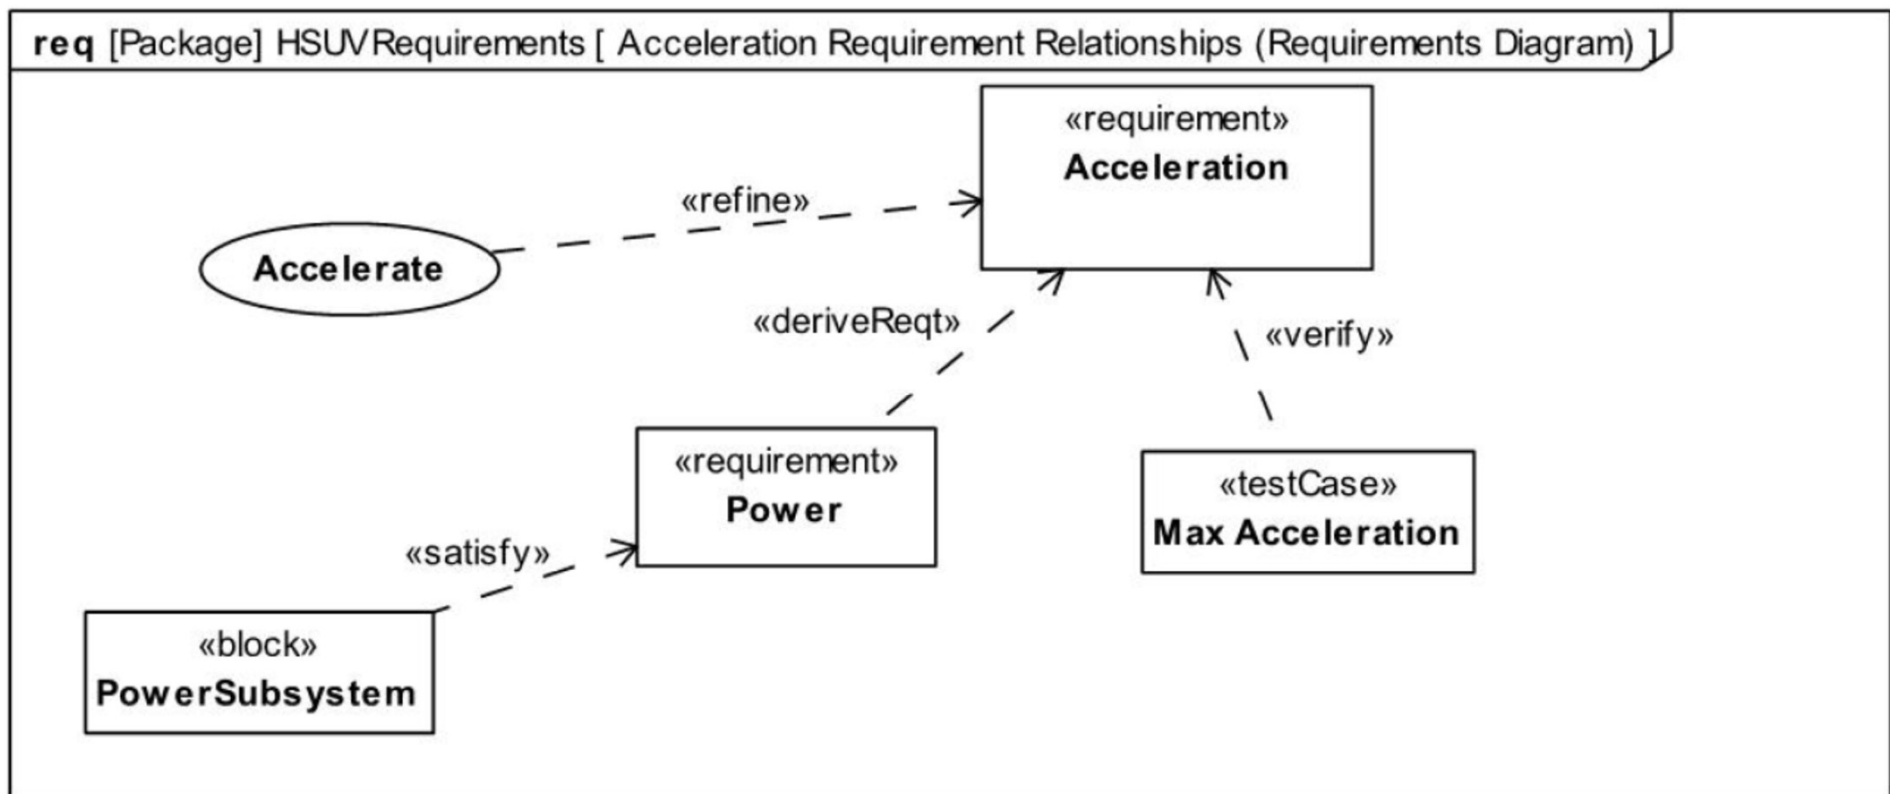 req [Package] HSUVRequirements [ Acceleration Requirement Relationships (Requirements Diagram) ]
«requirement»
Acceleration
«refine»
Accelerate
«deriveReqt»
«verify»
«requirement»
Power
«testCase»
Max Acceleration
«satisfy»
«block»
PowerSubsystem